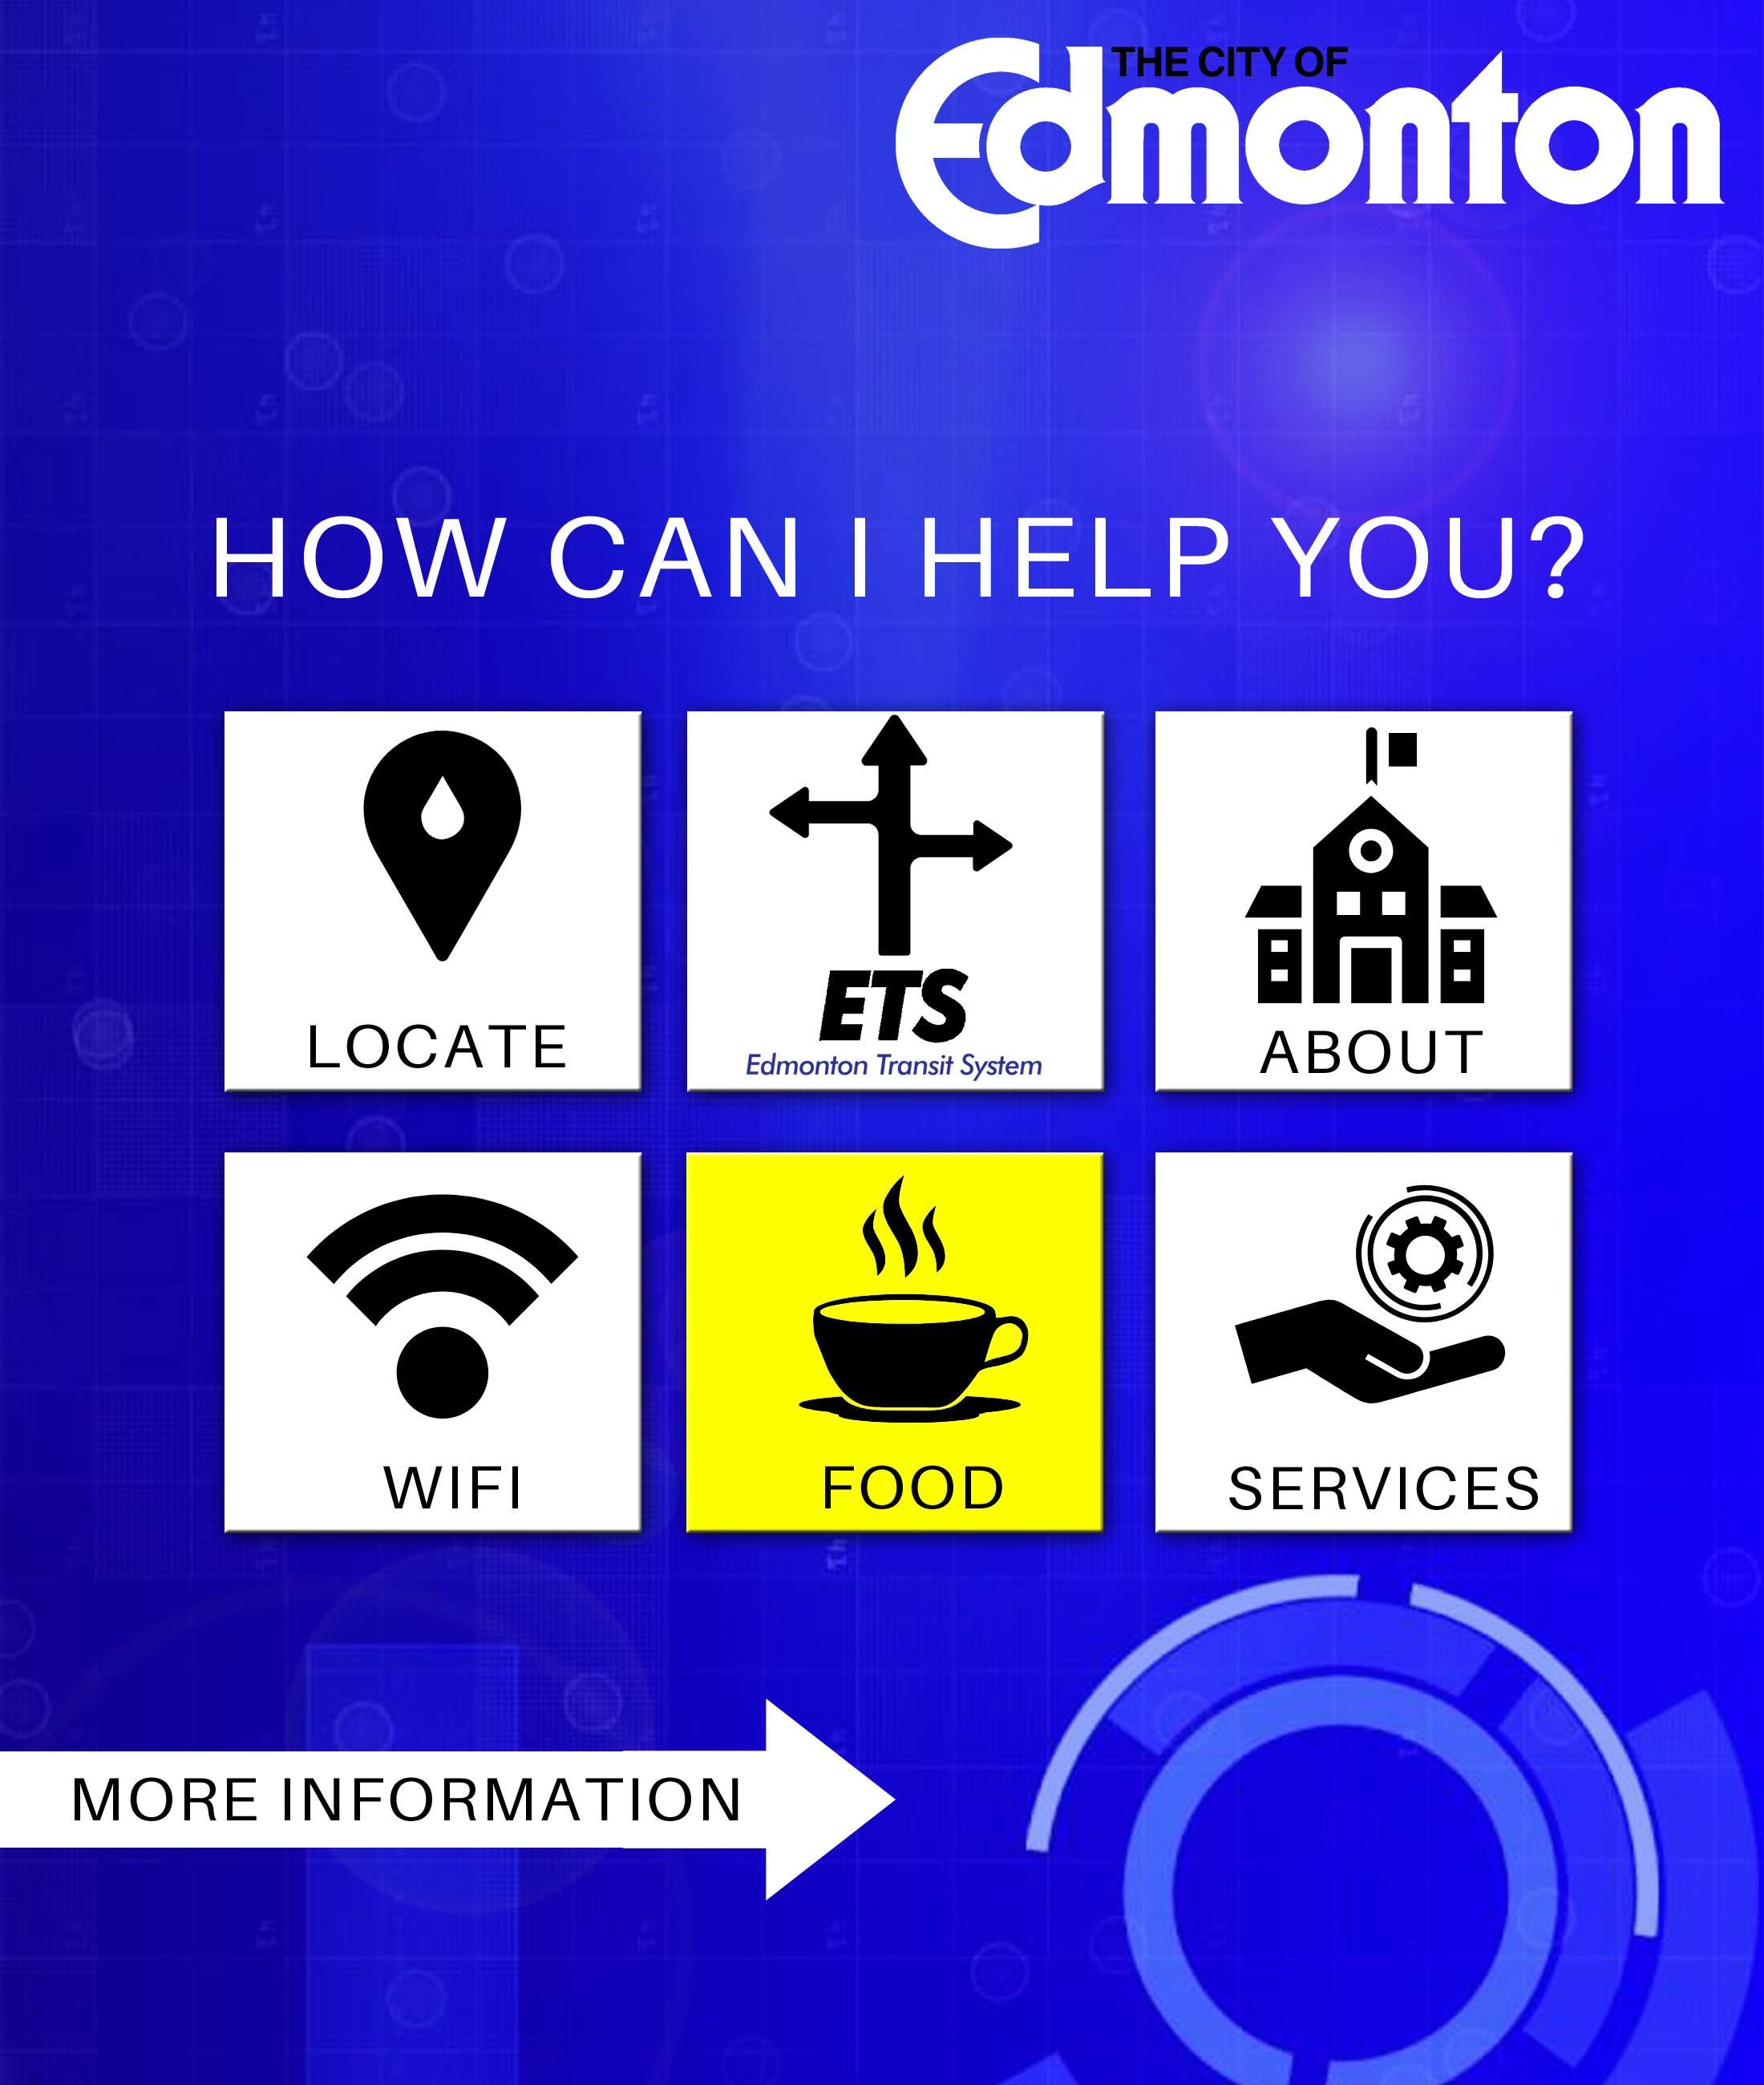 THE CITY OF
Edmonton
HOW CAN I HELP YOU?
LOCATE
ETS
Edmonton Transit System
ABOUT
WIFI
FOOD
SERVICES
MORE INFORMATION